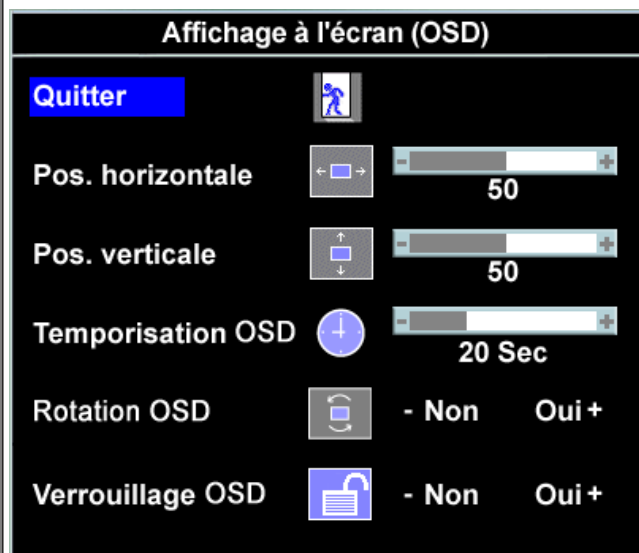 Affichage à l'écran (OSD)
Quitter
Pos. horizontale - +
50
Pos. verticale - +
50
Temporisation OSD - +
20 Sec
Rotation OSD - Non Oui +
Verrouillage OSD - Non Oui +